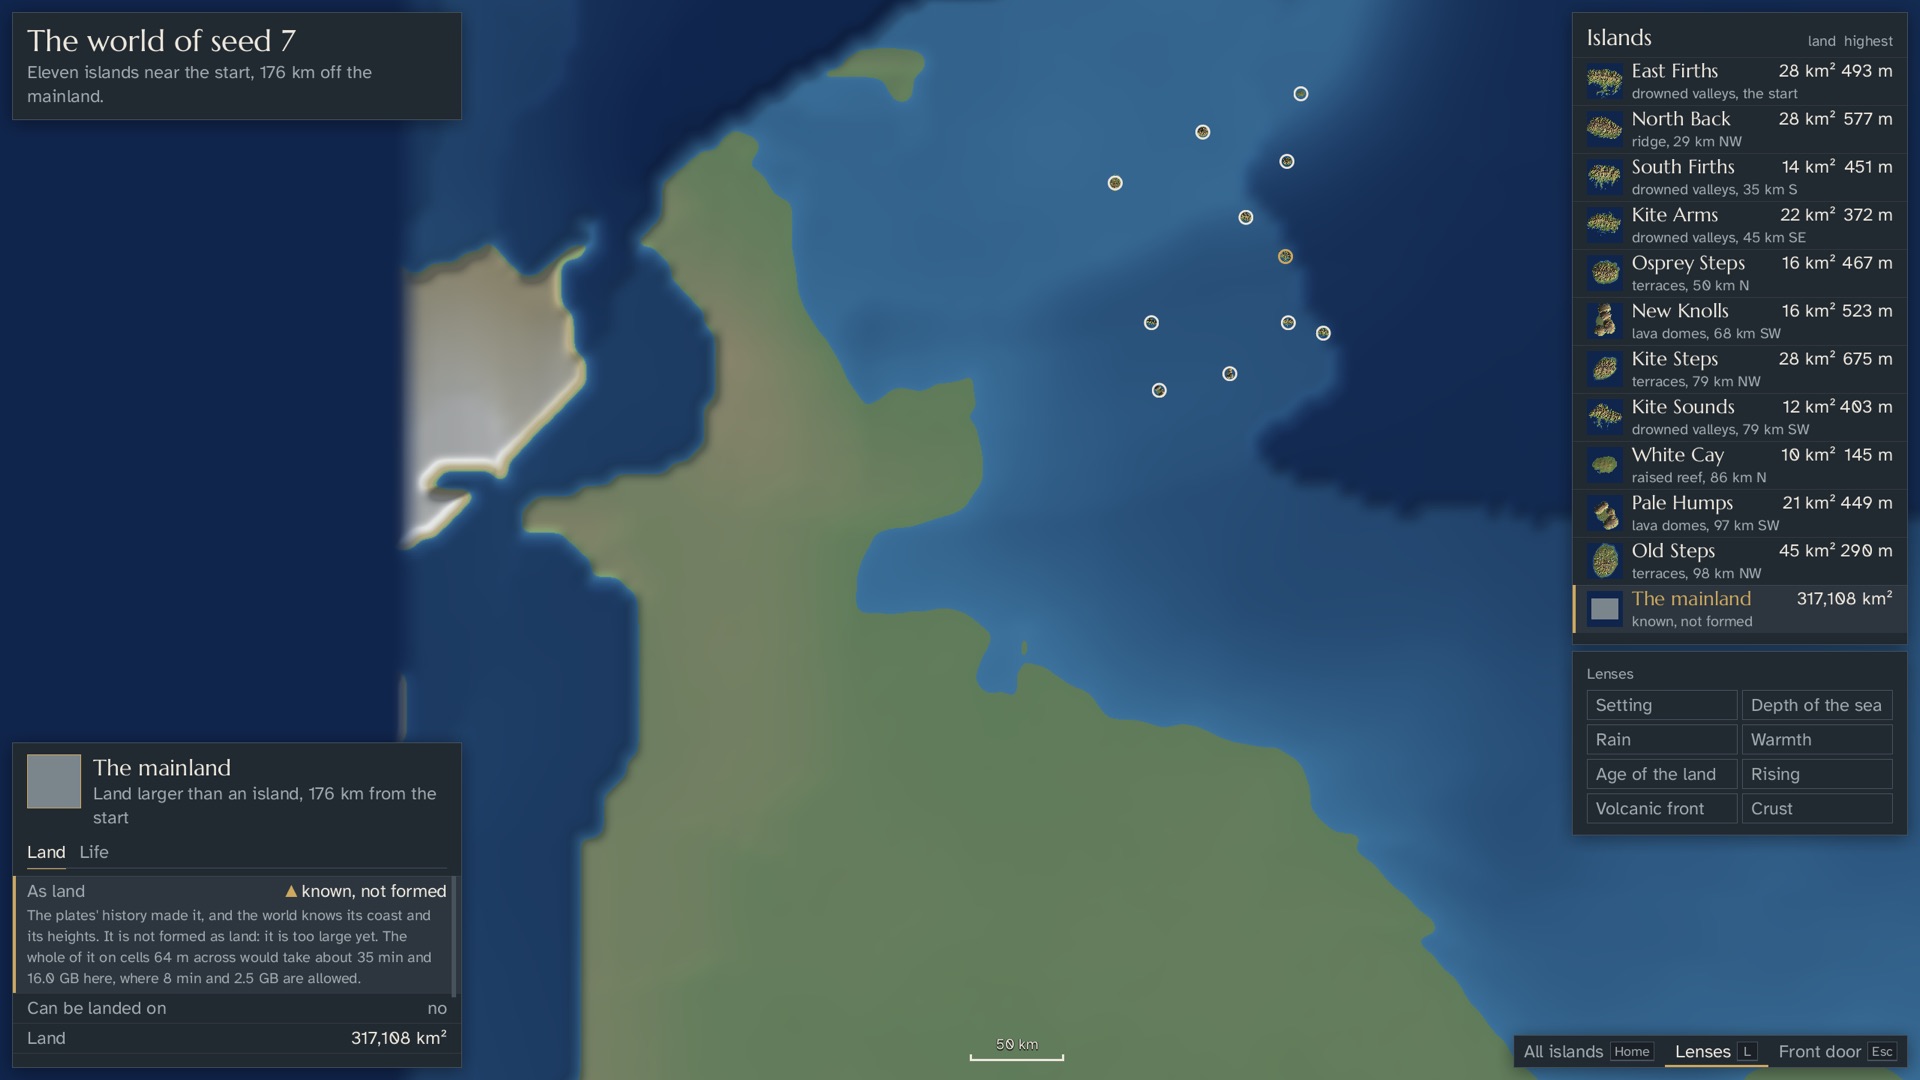 The world of seed 7
Eleven islands near the start, 176 km off the
mainland.
Islands
land highest
East Firths 28 km² 493 m
drowned valleys, the start
North Back 28 km² 577 m
ridge, 29 km NW
South Firths 14 km² 451 m
drowned valleys, 35 km S
Kite Arms 22 km² 372 m
drowned valleys, 45 km SE
Osprey Steps 16 km² 467 m
terraces, 50 km N
New Knolls 16 km² 523 m
lava domes, 68 km SW
Kite Steps 28 km² 675 m
terraces, 79 km NW
Kite Sounds 12 km² 403 m
drowned valleys, 79 km SW
White Cay 10 km² 145 m
raised reef, 86 km N
Pale Humps 21 km² 449 m
lava domes, 97 km SW
Old Steps 45 km² 290 m
terraces, 98 km NW
The mainland 317,108 km²
known, not formed
Lenses
Setting Depth of the sea
Rain Warmth
Age of the land Rising
Volcanic front Crust
The mainland
Land larger than an island, 176 km from the
start
Land Life
As land ▲ known, not formed
The plates' history made it, and the world knows its coast and
its heights. It is not formed as land: it is too large yet. The
whole of it on cells 64 m across would take about 35 min and
16.0 GB here, where 8 min and 2.5 GB are allowed.
Can be landed on no
Land 317,108 km²
50 km
All islands Home Lenses L Front door Esc